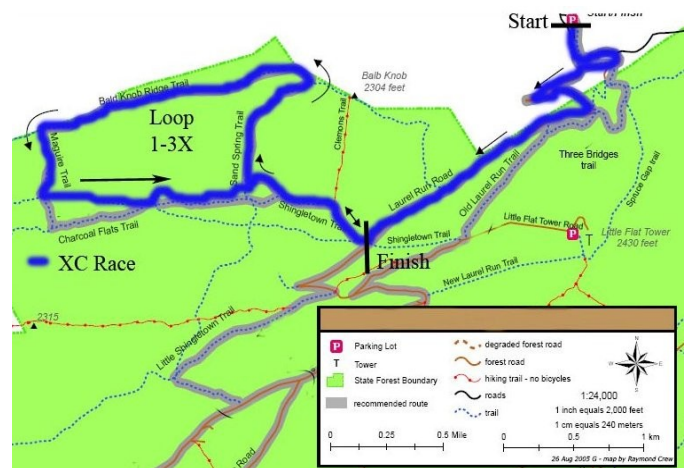 Start
Start/Finish
P
Bald Knob Ridge Trail
Balb Knob
2304 feet
Loop
1-3X
Clemons Trail
Maguire Trail
Sand Spring Trail
Laurel Run Road
Old Laurel Run Trail
Three Bridges
trail
Spruce Gap trail
Charcoal Flats Trail
Shingletown Trail
Shingletown Trail
Little Flat Tower Road
Little Flat Tower
2430 feet
P
T
XC Race
Finish
New Laurel Run Trail
2315
Little Shingletown Trail
Road
P
Parking Lot
T
Tower
State Forest Boundary
recommended route
degraded forest road
forest road
hiking trail - no bicycles
roads
trail
N
W
E
S
1:24,000
1 inch equals 2,000 feet
1 cm equals 240 meters
0 0.25 0.5 Mile
0 0.5 1 km
26 Aug 2005 G - map by Raymond Crew